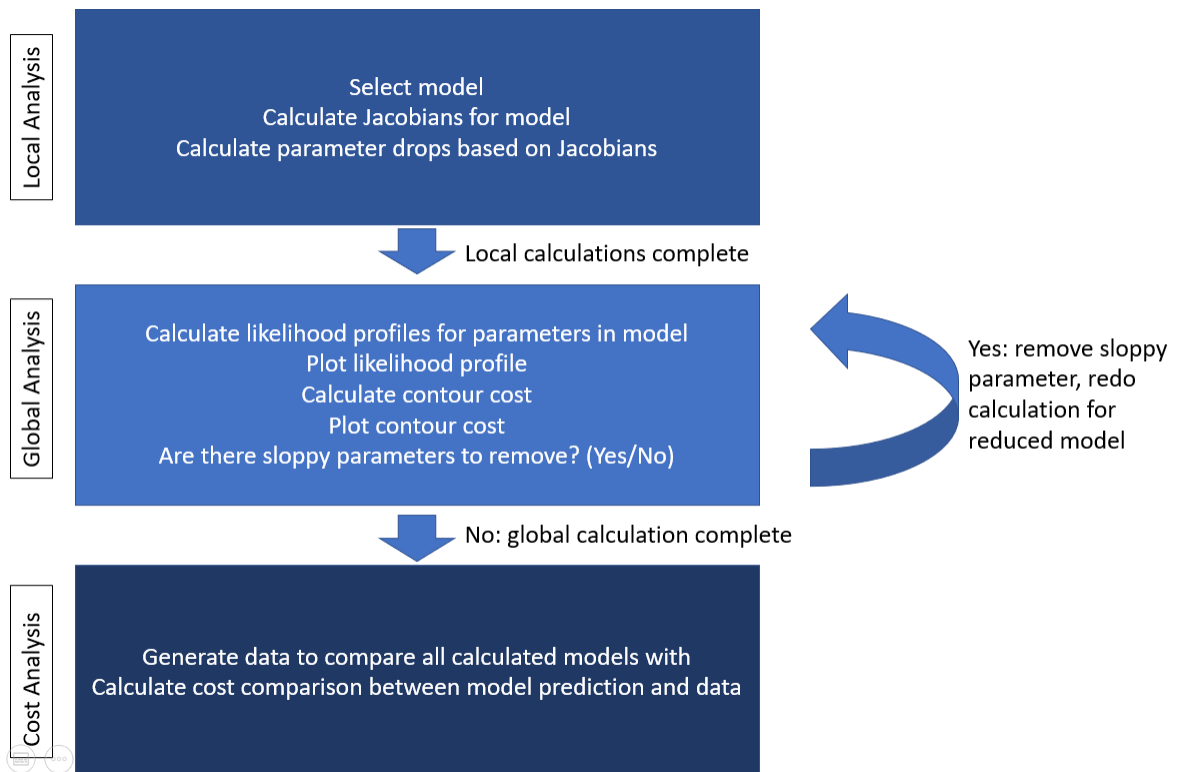 Local Analysis
Select model
Calculate Jacobians for model
Calculate parameter drops based on Jacobians
Local calculations complete
Global Analysis
Calculate likelihood profiles for parameters in model
Plot likelihood profile
Calculate contour cost
Plot contour cost
Are there sloppy parameters to remove? (Yes/No)
Yes: remove sloppy
parameter, redo
calculation for
reduced model
No: global calculation complete
Cost Analysis
Generate data to compare all calculated models with
Calculate cost comparison between model prediction and data